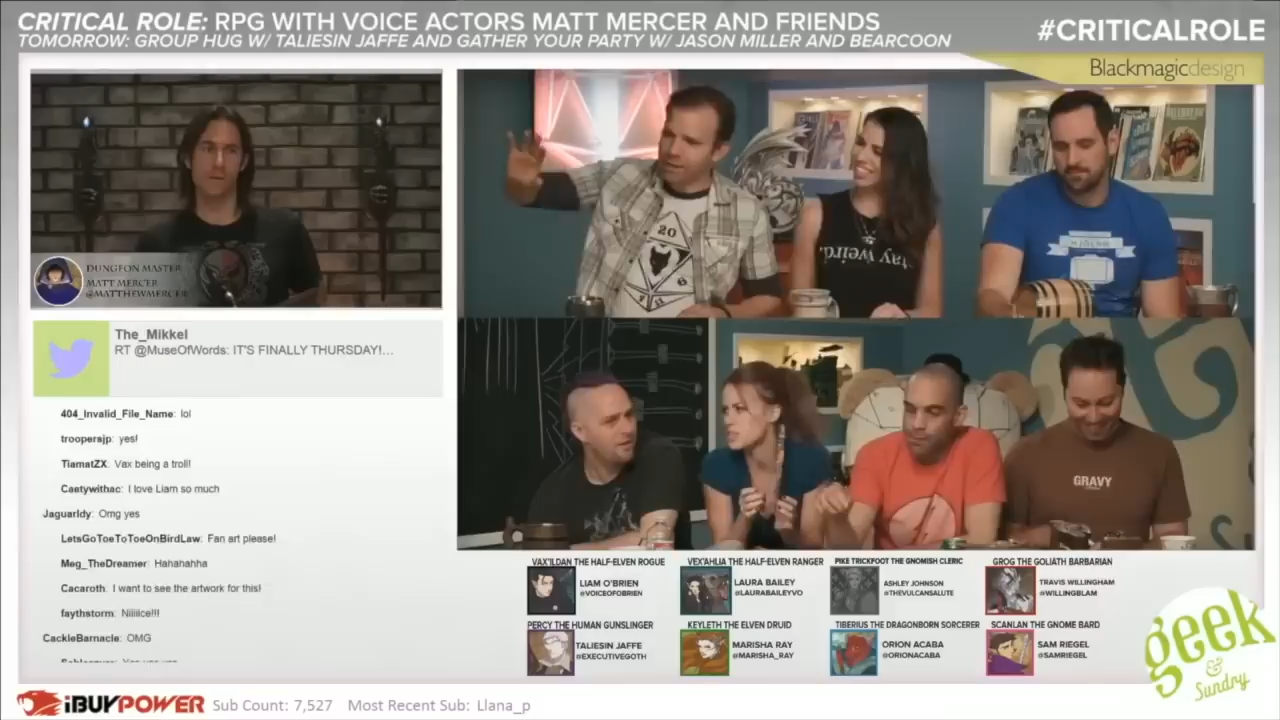 CRITICAL ROLE: RPG WITH VOICE ACTORS MATT MERCER AND FRIENDS
TOMORROW: GROUP HUG W/ TALIESIN JAFFE AND GATHER YOUR PARTY W/ JASON MILLER AND BEARCOON
#CRITICALROLE
Blackmagicdesign
DUNGEON MASTER
MATT MERCER
@MATTHEWMERCER
20
stay weird.
GRAVY
The_Mikkel
RT @MuseOfWords: IT'S FINALLY THURSDAY!...
404_Invalid_File_Name: lol
troopersjp: yes!
TiamatZX: Vax being a troll!
Caetywithac: I love Liam so much
Jaguarldy: Omg yes
LetsGoToeToToeOnBirdLaw: Fan art please!
Meg_TheDreamer: Hahahahha
Cacaroth: I want to see the artwork for this!
faythstorm: Niiiice!!!
CackleBarnacle: OMG
VAX'ILDAN THE HALF-ELVEN ROGUE
LIAM O'BRIEN
@VOICEOFOBRIEN
VEX'AHLIA THE HALF-ELVEN RANGER
LAURA BAILEY
@LAURABAILEYVO
PIKE TRICKFOOT THE GNOMISH CLERIC
ASHLEY JOHNSON
@THEVULCANSALUTE
GROG THE GOLIATH BARBARIAN
TRAVIS WILLINGHAM
@WILLINGBLAM
PERCY THE HUMAN GUNSLINGER
TALIESIN JAFFE
@EXECUTIVEGOTH
KEYLETH THE ELVEN DRUID
MARISHA RAY
@MARISHA_RAY
TIBERIUS THE DRAGONBORN SORCERER
ORION ACABA
@ORIONACABA
SCANLAN THE GNOME BARD
SAM RIEGEL
@SAMRIEGEL
geek
&
Sundry
iBUYPOWER
Sub Count: 7,527 Most Recent Sub: Llana_p